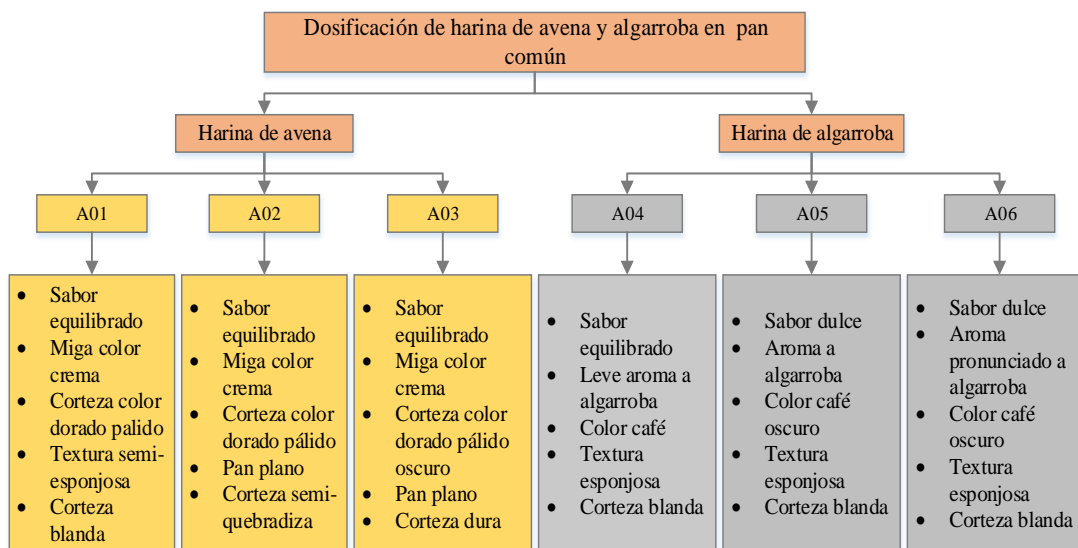 Dosificación de harina de avena y algarroba en pan
común
Harina de avena
Harina de algarroba
A01
A02
A03
A04
A05
A06
• Sabor
equilibrado
• Miga color
crema
• Corteza color
dorado palido
• Textura semi-
esponjosa
• Corteza
blanda
• Sabor
equilibrado
• Miga color
crema
• Corteza color
dorado pálido
• Pan plano
• Corteza semi-
quebradiza
• Sabor
equilibrado
• Miga color
crema
• Corteza color
dorado pálido
oscuro
• Pan plano
• Corteza dura
• Sabor
equilibrado
• Leve aroma a
algarroba
• Color café
• Textura
esponjosa
• Corteza blanda
• Sabor dulce
• Aroma a
algarroba
• Color café
oscuro
• Textura
esponjosa
• Corteza blanda
• Sabor dulce
• Aroma
pronunciado a
algarroba
• Color café
oscuro
• Textura
esponjosa
• Corteza blanda